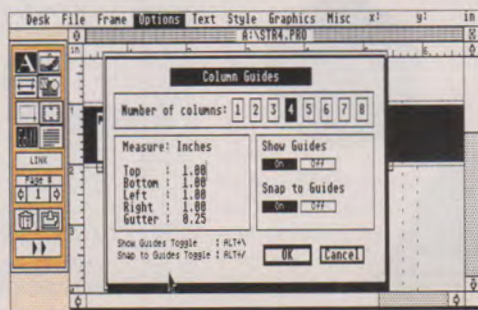 Desk File Frame Options Text Style Graphics Misc x: y: in
A:\STR4.PRO
in
Column Guides
Number of columns: 1 2 3 4 5 6 7 8
Measure: Inches
Top : 1.00
Bottom : 1.00
Left : 1.00
Right : 1.00
Gutter : 0.25
Show Guides
On Off
Snap to Guides
On Off
Show Guides Toggle : ALT+\
Snap to Guides Toggle : ALT+/
OK Cancel
A
LINK
Page #
1